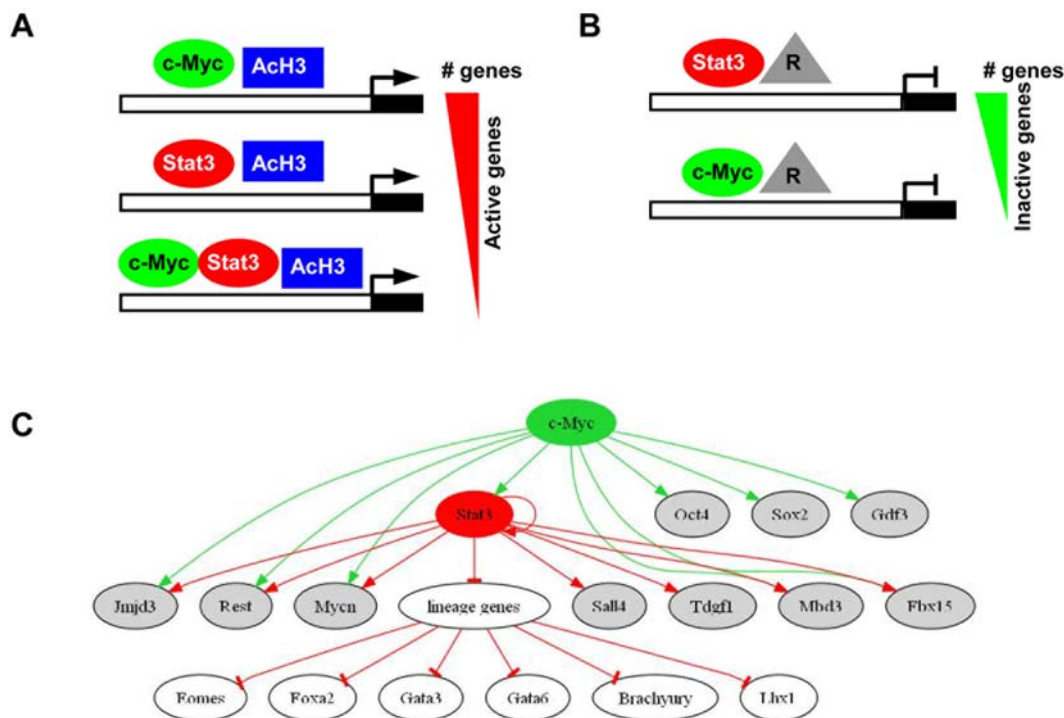 A
c-Myc AcH3
# genes
Stat3 AcH3
Active genes
c-Myc Stat3 AcH3
B
Stat3 R
# genes
c-Myc R
Inactive genes
C
c-Myc
Stat3 Oct4 Sox2 Gdf3
Jmjd3 Rest Mycn lineage genes Sall4 Tdgf1 Mbd3 Fbx15
Eomes Foxa2 Gata3 Gata6 Brachyury Lhx1